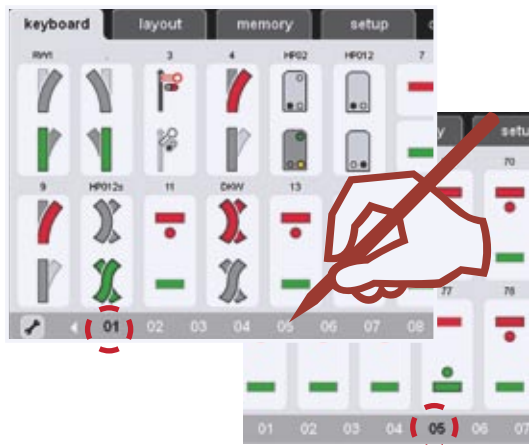 keyboard layout memory setup
RW1 . 3 4 HP02 HP012 7
9 HP012s 11 DKW 13
01 02 03 04 05 06 07 08
setu
70
77 78
01 02 03 04 05 06 07